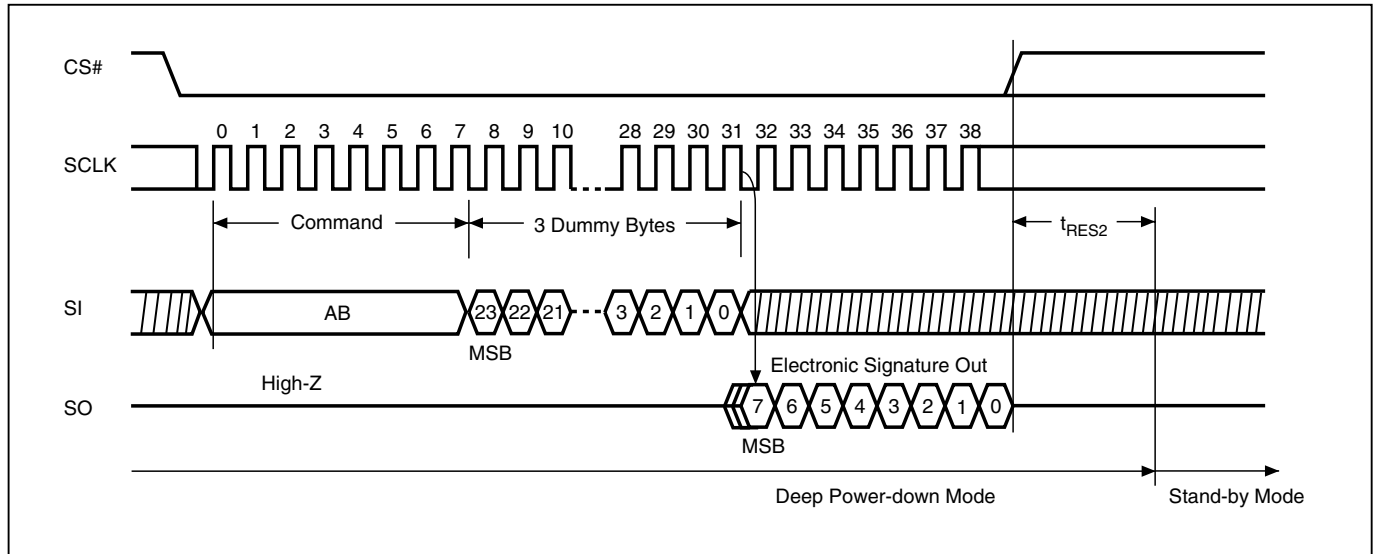 CS#
0 1 2 3 4 5 6 7 8 9 10 28 29 30 31 32 33 34 35 36 37 38
SCLK
Command
3 Dummy Bytes
tRES2
SI
AB
23 22 21 3 2 1 0
MSB
High-Z
Electronic Signature Out
SO
7 6 5 4 3 2 1 0
MSB
Deep Power-down Mode
Stand-by Mode